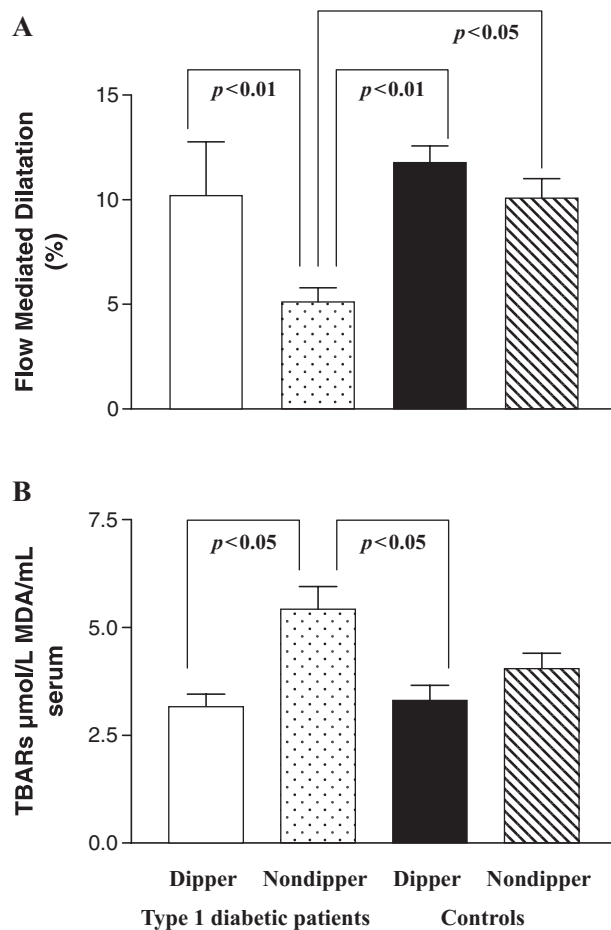 A
p<0.05
p<0.01 p<0.01
Flow Mediated Dilatation
(%)
15
10
5
0
B
p<0.05 p<0.05
TBARs µmol/L MDA/mL
serum
7.5
5.0
2.5
0.0
Dipper Nondipper Dipper Nondipper
Type 1 diabetic patients Controls